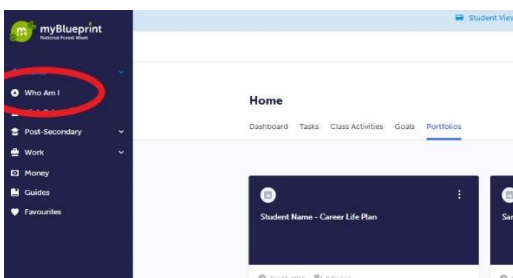 myBlueprint
National Forest Week
Student View
Home
Who Am I
Post-Secondary
Work
Money
Guides
Favourites
Home
Dashboard Tasks Class Activities Goals Portfolios
Student Name - Career Life Plan